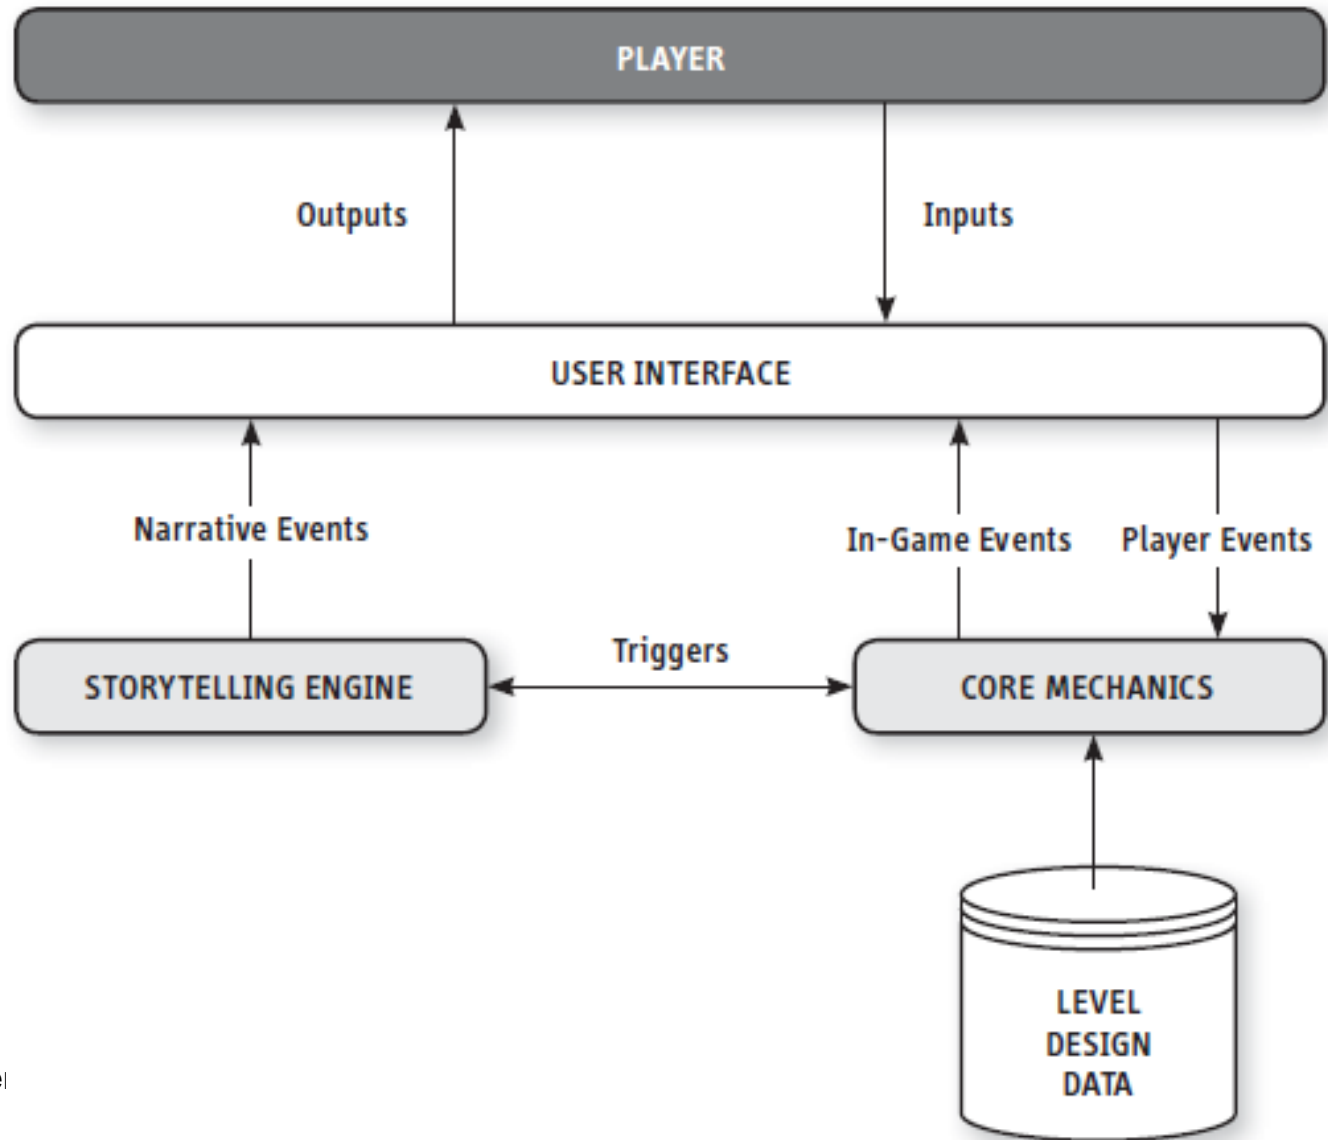 PLAYER
Outputs
Inputs
USER INTERFACE
Narrative Events
In-Game Events
Player Events
Triggers
STORYTELLING ENGINE
CORE MECHANICS
LEVEL
DESIGN
DATA